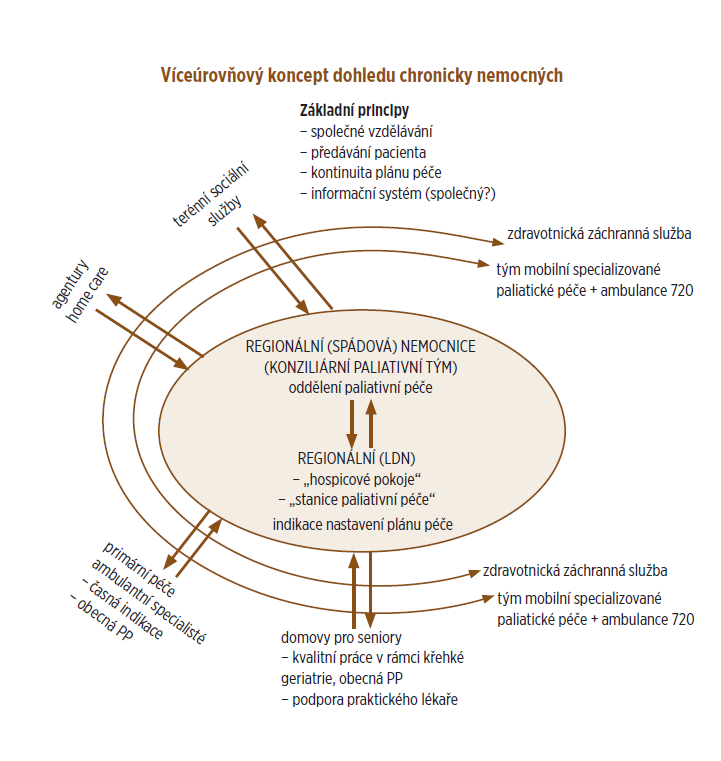 Víceúrovňový koncept dohledu chronicky nemocných
Základní principy
– společné vzdělávání
– předávání pacienta
– kontinuita plánu péče
– informační systém (společný?)
terénní sociální
služby
agentury
home care
zdravotnická záchranná služba
tým mobilní specializované
paliatické péče + ambulance 720
REGIONÁLNÍ (SPÁDOVÁ) NEMOCNICE
(KONZILIÁRNÍ PALIATIVNÍ TÝM)
oddělení paliativní péče
REGIONÁLNÍ (LDN)
– „hospicové pokoje“
– „stanice paliativní péče“
indikace nastavení plánu péče
primární péče
ambulantní specialisté
– časná indikace
– obecná PP
zdravotnická záchranná služba
tým mobilní specializované
paliatické péče + ambulance 720
domovy pro seniory
– kvalitní práce v rámci křehké
geriatrie, obecná PP
– podpora praktického lékaře